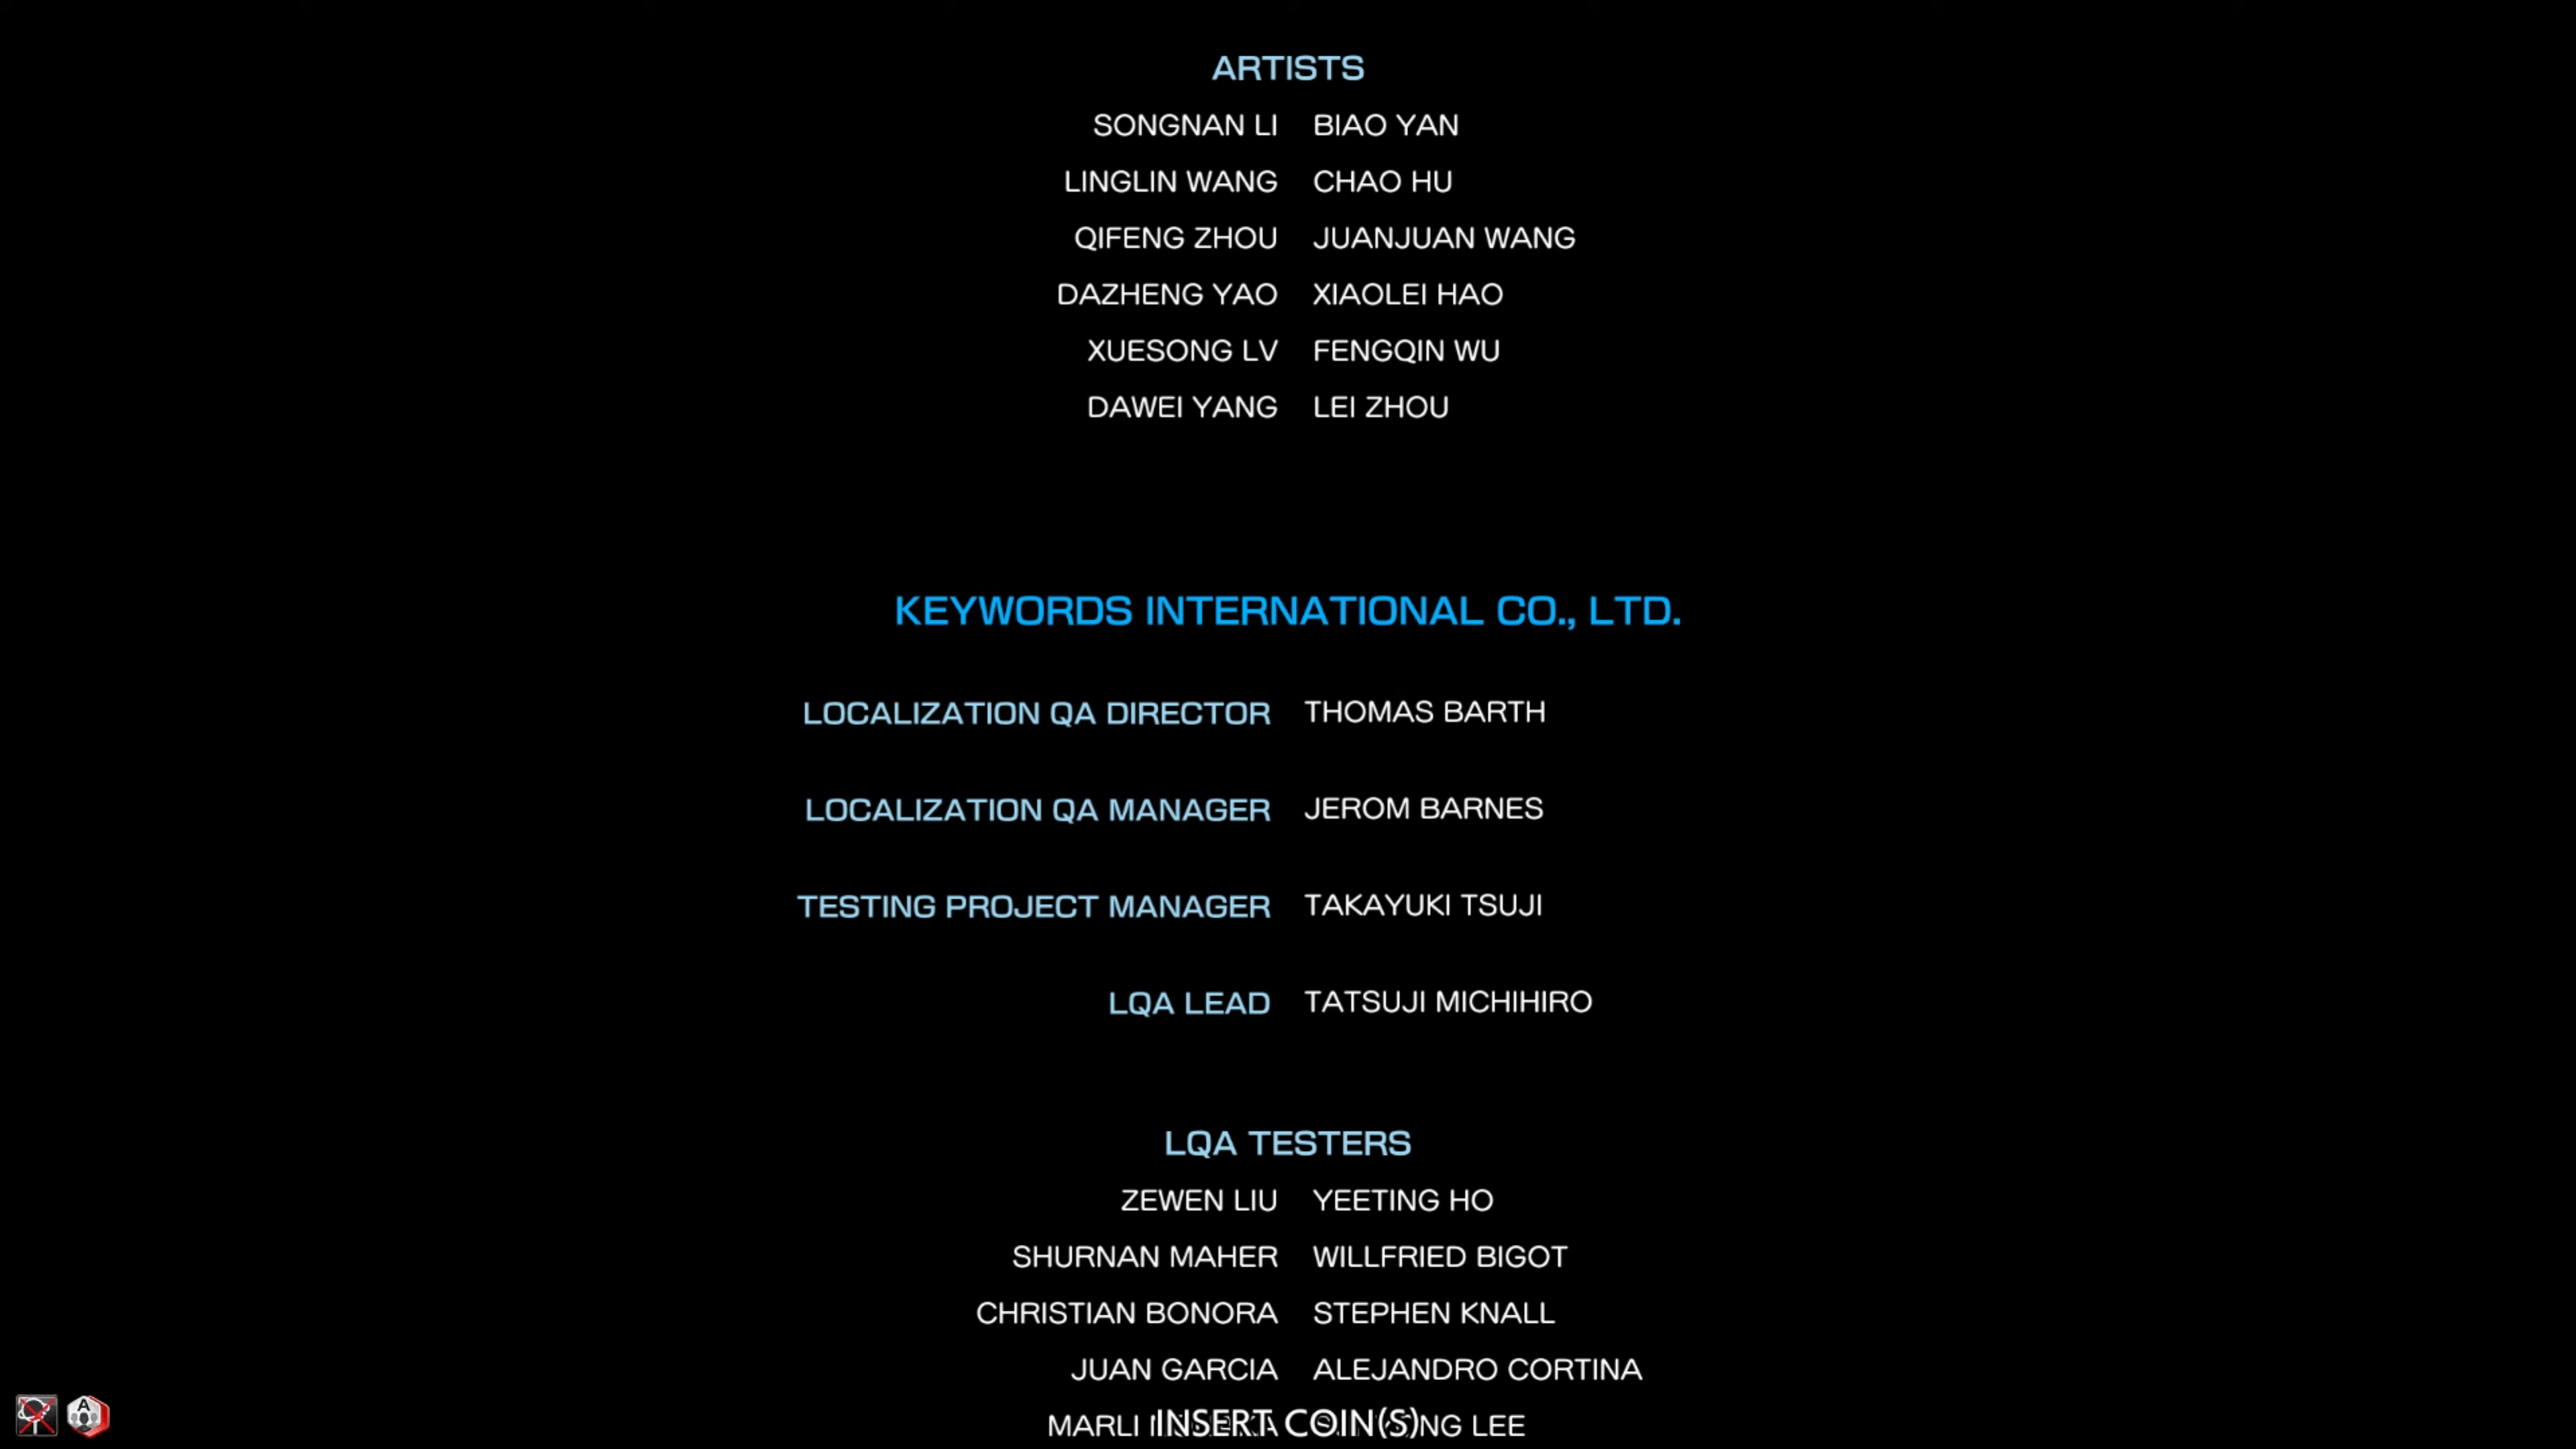 ARTISTS
SONGNAN LI BIAO YAN
LINGLIN WANG CHAO HU
QIFENG ZHOU JUANJUAN WANG
DAZHENG YAO XIAOLEI HAO
XUESONG LV FENGQIN WU
DAWEI YANG LEI ZHOU
KEYWORDS INTERNATIONAL CO., LTD.
LOCALIZATION QA DIRECTOR THOMAS BARTH
LOCALIZATION QA MANAGER JEROM BARNES
TESTING PROJECT MANAGER TAKAYUKI TSUJI
LQA LEAD TATSUJI MICHIHIRO
LQA TESTERS
ZEWEN LIU YEETING HO
SHURNAN MAHER WILLFRIED BIGOT
CHRISTIAN BONORA STEPHEN KNALL
JUAN GARCIA ALEJANDRO CORTINA
MARLI LEE
INSERT COIN(S)
A